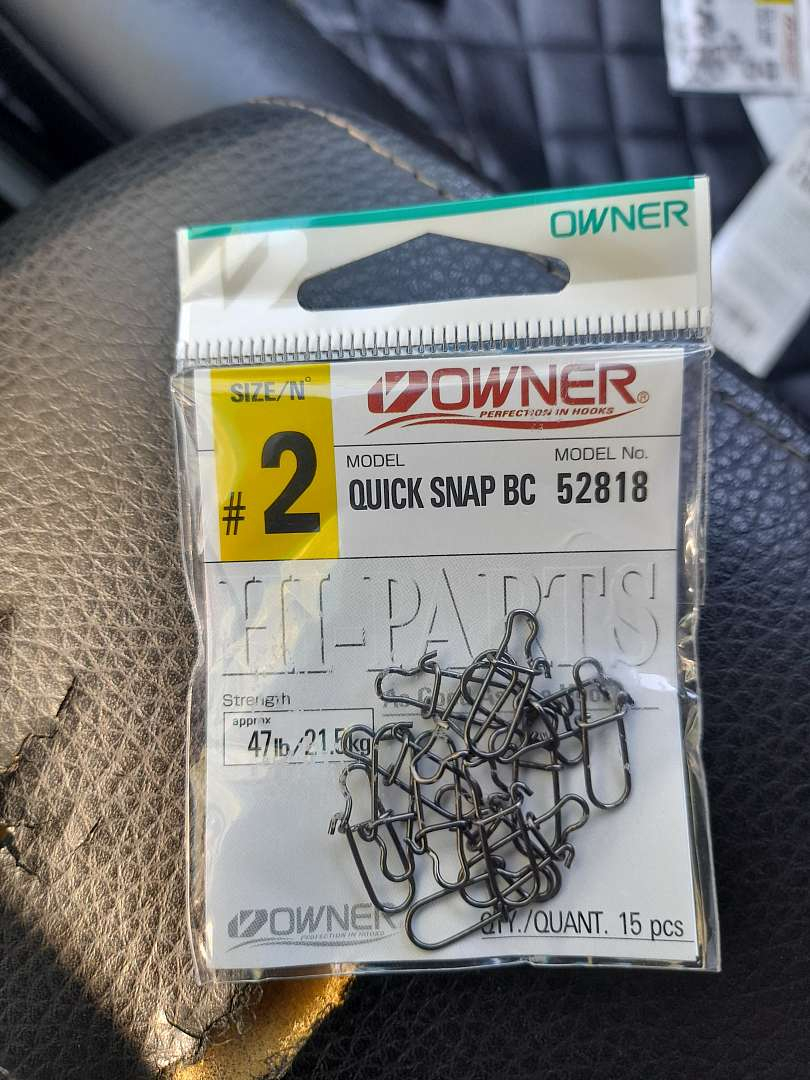 OWNER
SIZE/N°
#2
OWNER®
PERFECTION IN HOOKS
MODEL
QUICK SNAP BC
MODEL No.
52818
HI-PARTS
Strength
approx
47lb/21.5kg
OWNER
PERFECTION IN HOOKS
QTY./QUANT. 15 pcs